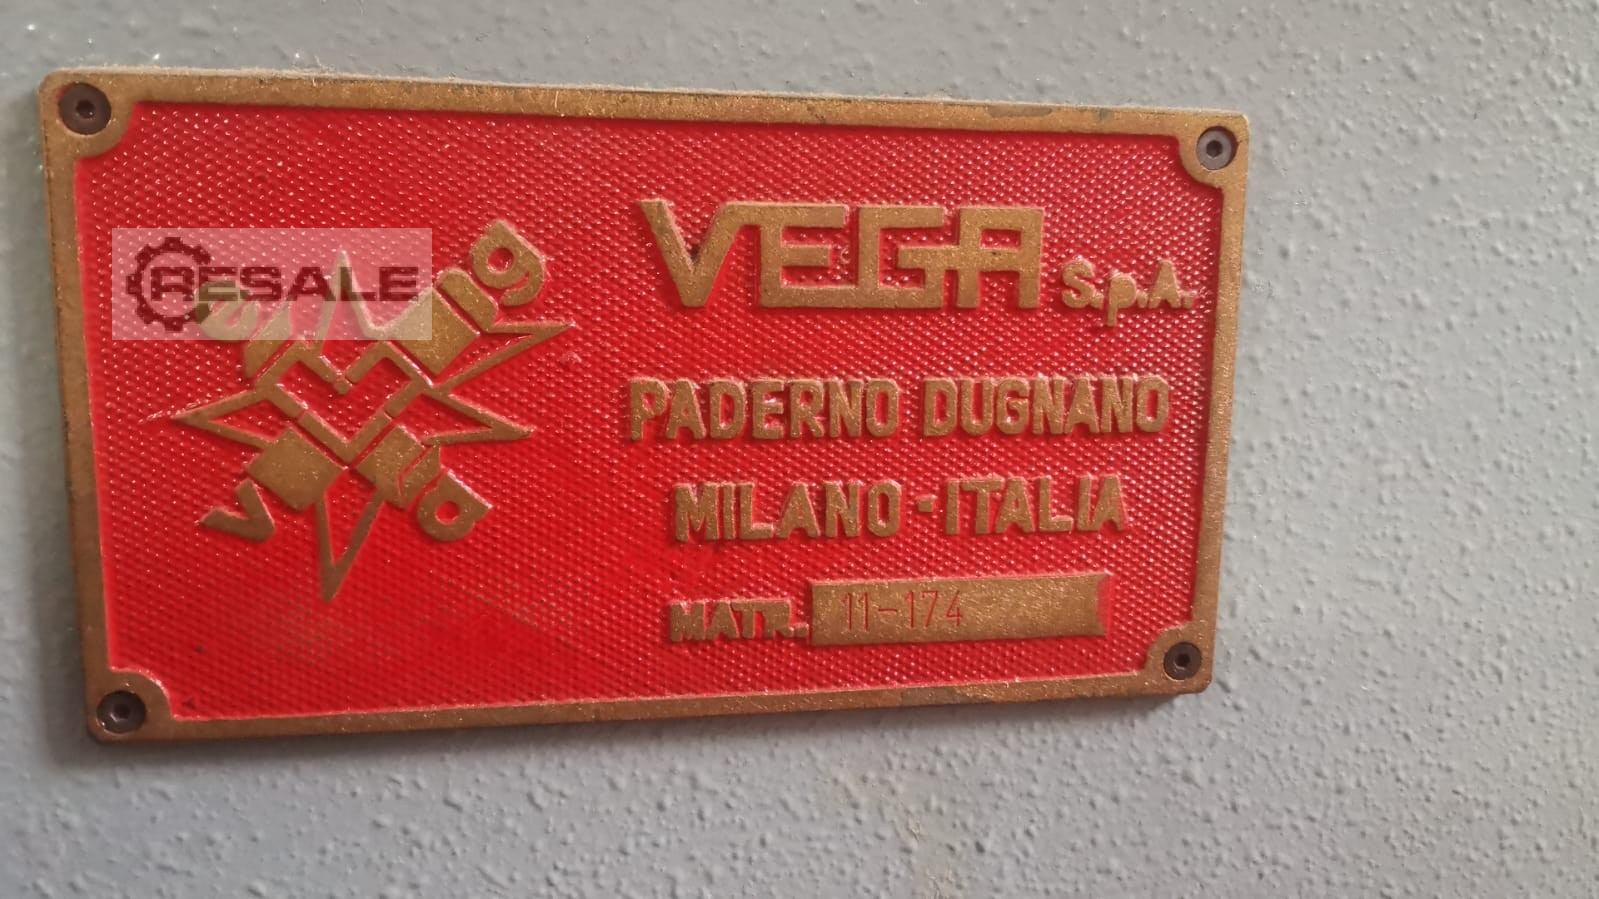 VEGA S.p.A.
PADERNO DUGNANO
MILANO - ITALIA
MATR. 11-174
RESALE